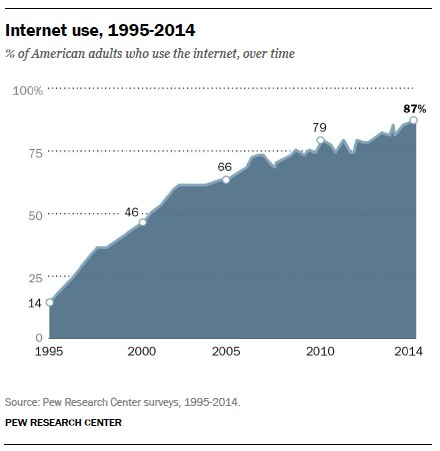 Internet use, 1995-2014
% of American adults who use the internet, over time
100%
87%
79
75
66
50
46
25
14
0
1995 2000 2005 2010 2014
Source: Pew Research Center surveys, 1995-2014.
PEW RESEARCH CENTER